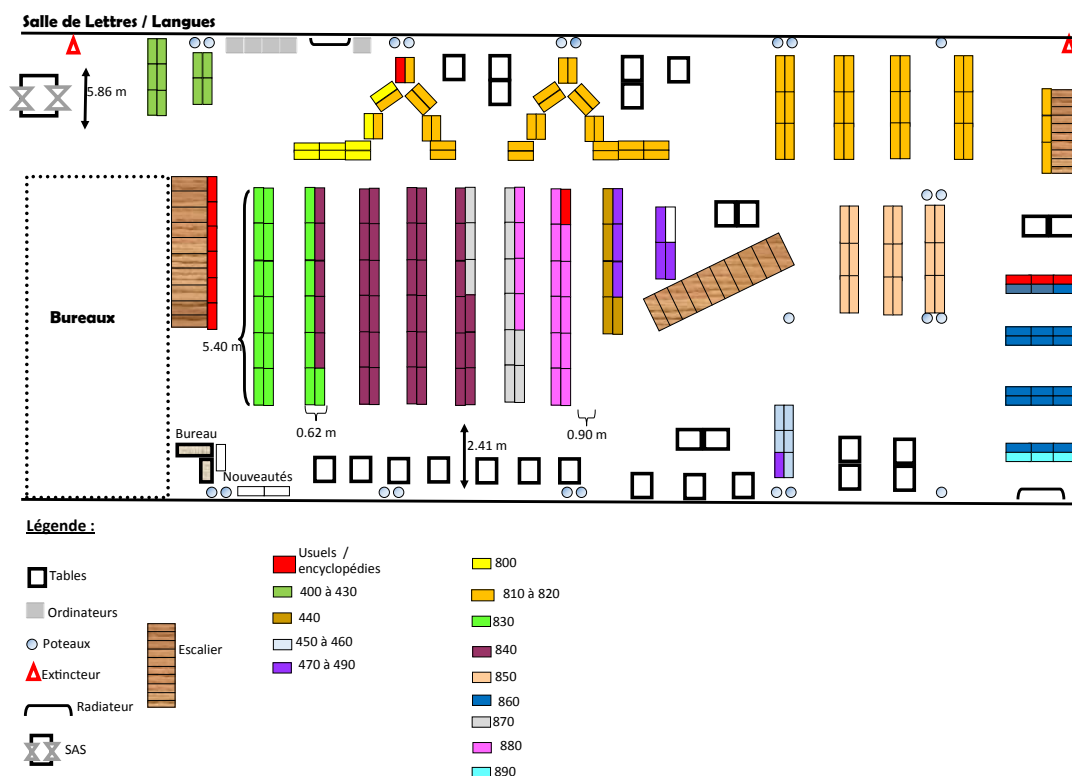 Salle de Lettres / Langues
5.86 m
Bureaux
5.40 m
0.62 m
2.41 m
0.90 m
Bureau
Nouveautés
Légende :
Tables
Ordinateurs
Poteaux
Extincteur
Radiateur
SAS
Escalier
Usuels /
encyclopédies
400 à 430
440
450 à 460
470 à 490
800
810 à 820
830
840
850
860
870
880
890